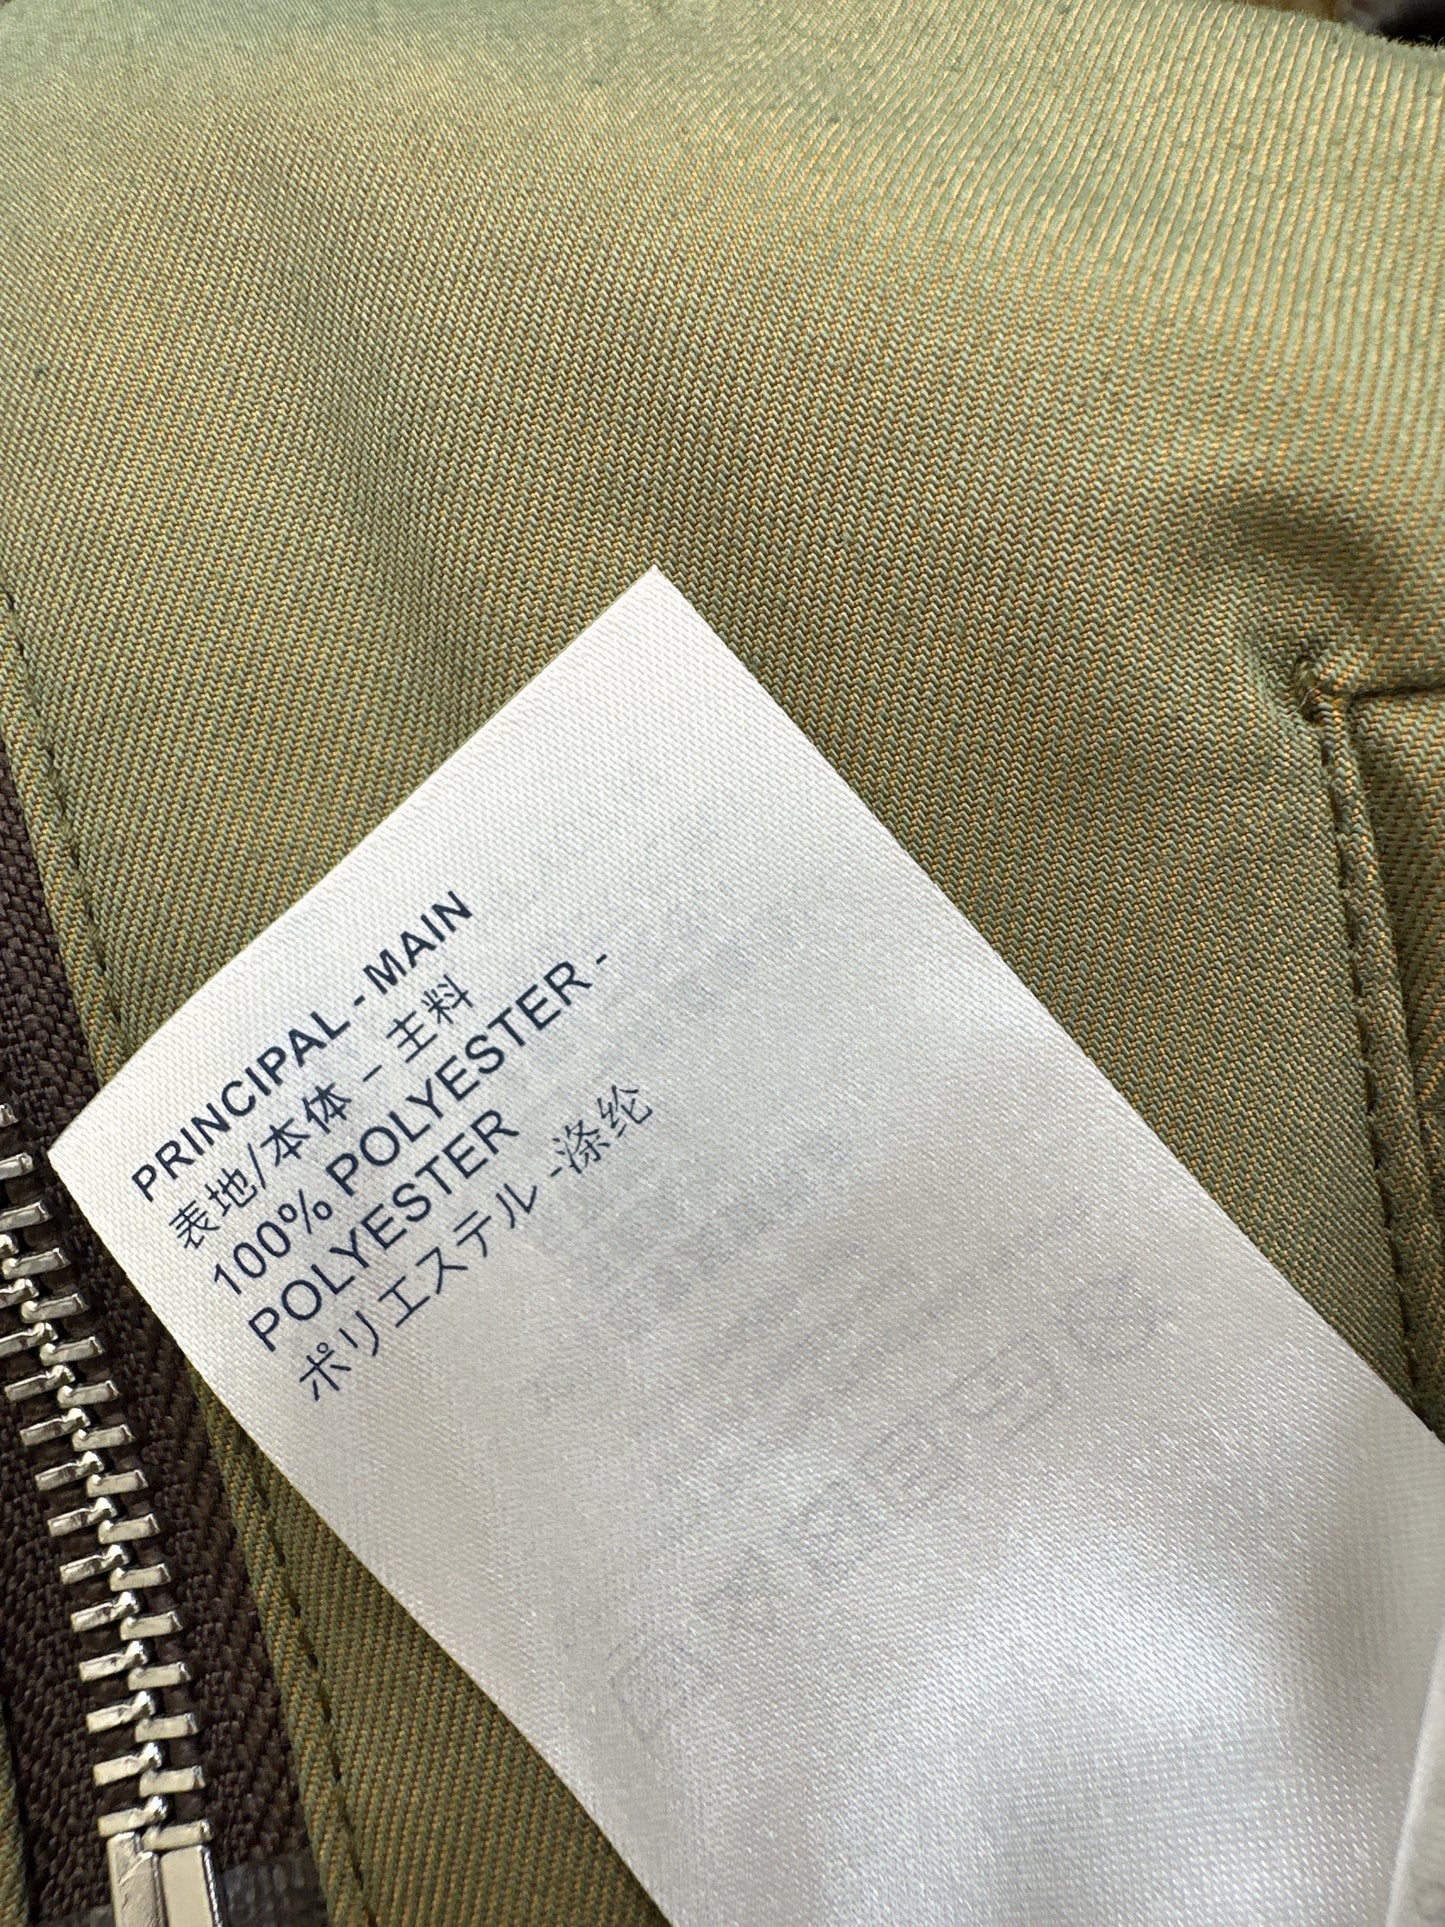 PRINCIPAL - MAIN
表地/本体 - 主料
100% POLYESTER -
POLYESTER
ポリエステル -涤纶